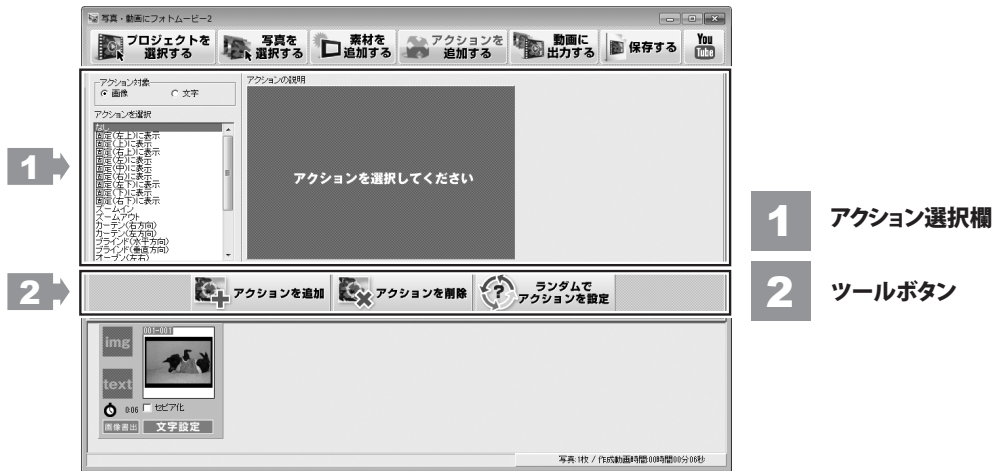 写真・動画にフォトムービー2
プロジェクトを
選択する
写真を
選択する
素材を
追加する
アクションを
追加する
動画に
出力する
保存する
You
Tube
アクション対象
画像
文字
アクションの説明
アクションを選択
なし
固定(左上)に表示
固定(上)に表示
固定(右上)に表示
固定(左)に表示
固定(中)に表示
固定(右)に表示
固定(左下)に表示
固定(下)に表示
固定(右下)に表示
ズームイン
ズームアウト
カーテン(右方向)
カーテン(左方向)
ブラインド(水平方向)
ブラインド(垂直方向)
オープン(左右)
アクションを選択してください
1
1 アクション選択欄
2
アクションを追加
アクションを削除
ランダムで
アクションを設定
2 ツールボタン
img
001-001
text
0:06
セピア化
画像書出
文字設定
写真:1枚 / 作成動画時間:00時間00分06秒